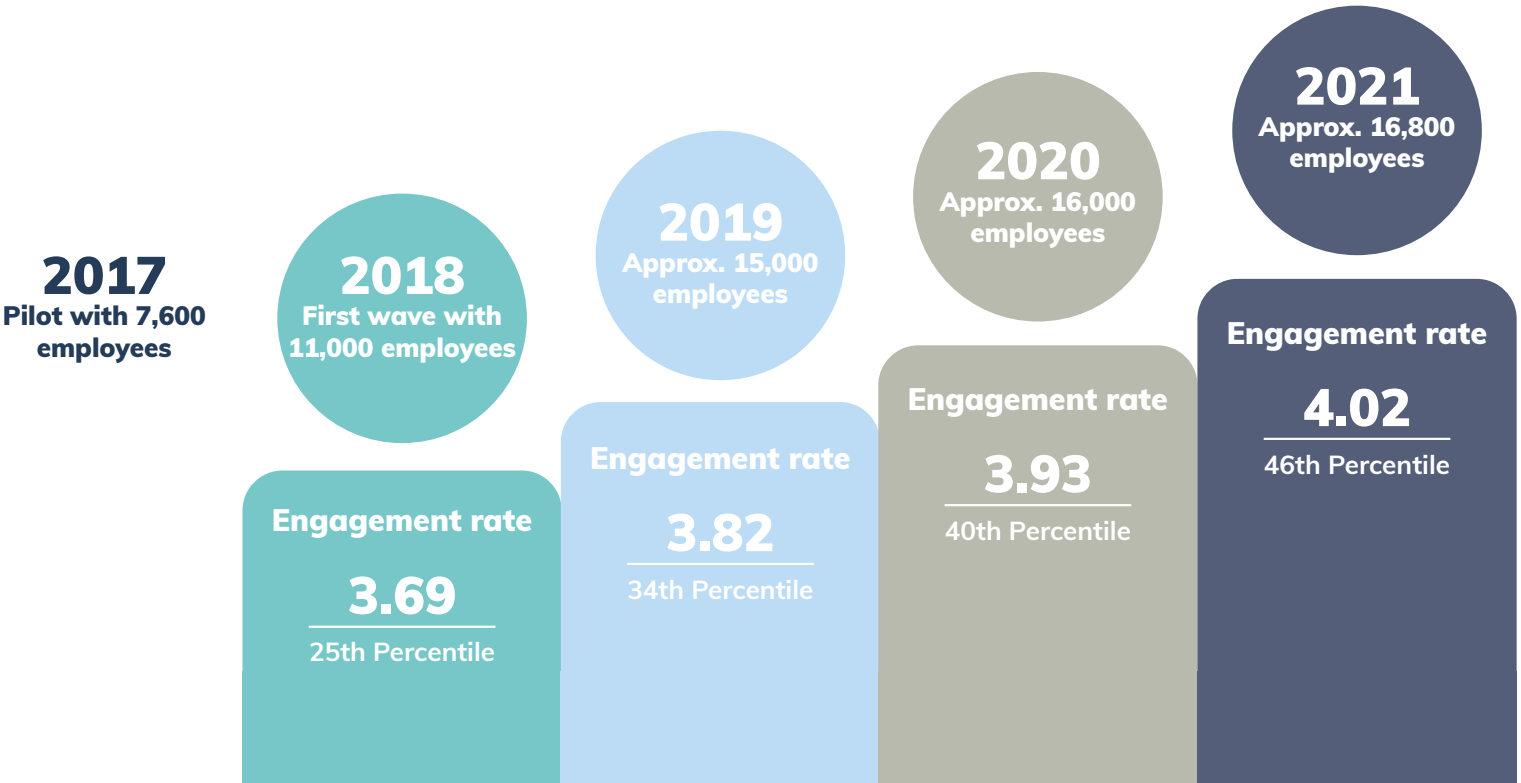 2017
Pilot with 7,600
employees
2018
First wave with
11,000 employees
Engagement rate
3.69
25th Percentile
2019
Approx. 15,000
employees
Engagement rate
3.82
34th Percentile
2020
Approx. 16,000
employees
Engagement rate
3.93
40th Percentile
2021
Approx. 16,800
employees
Engagement rate
4.02
46th Percentile